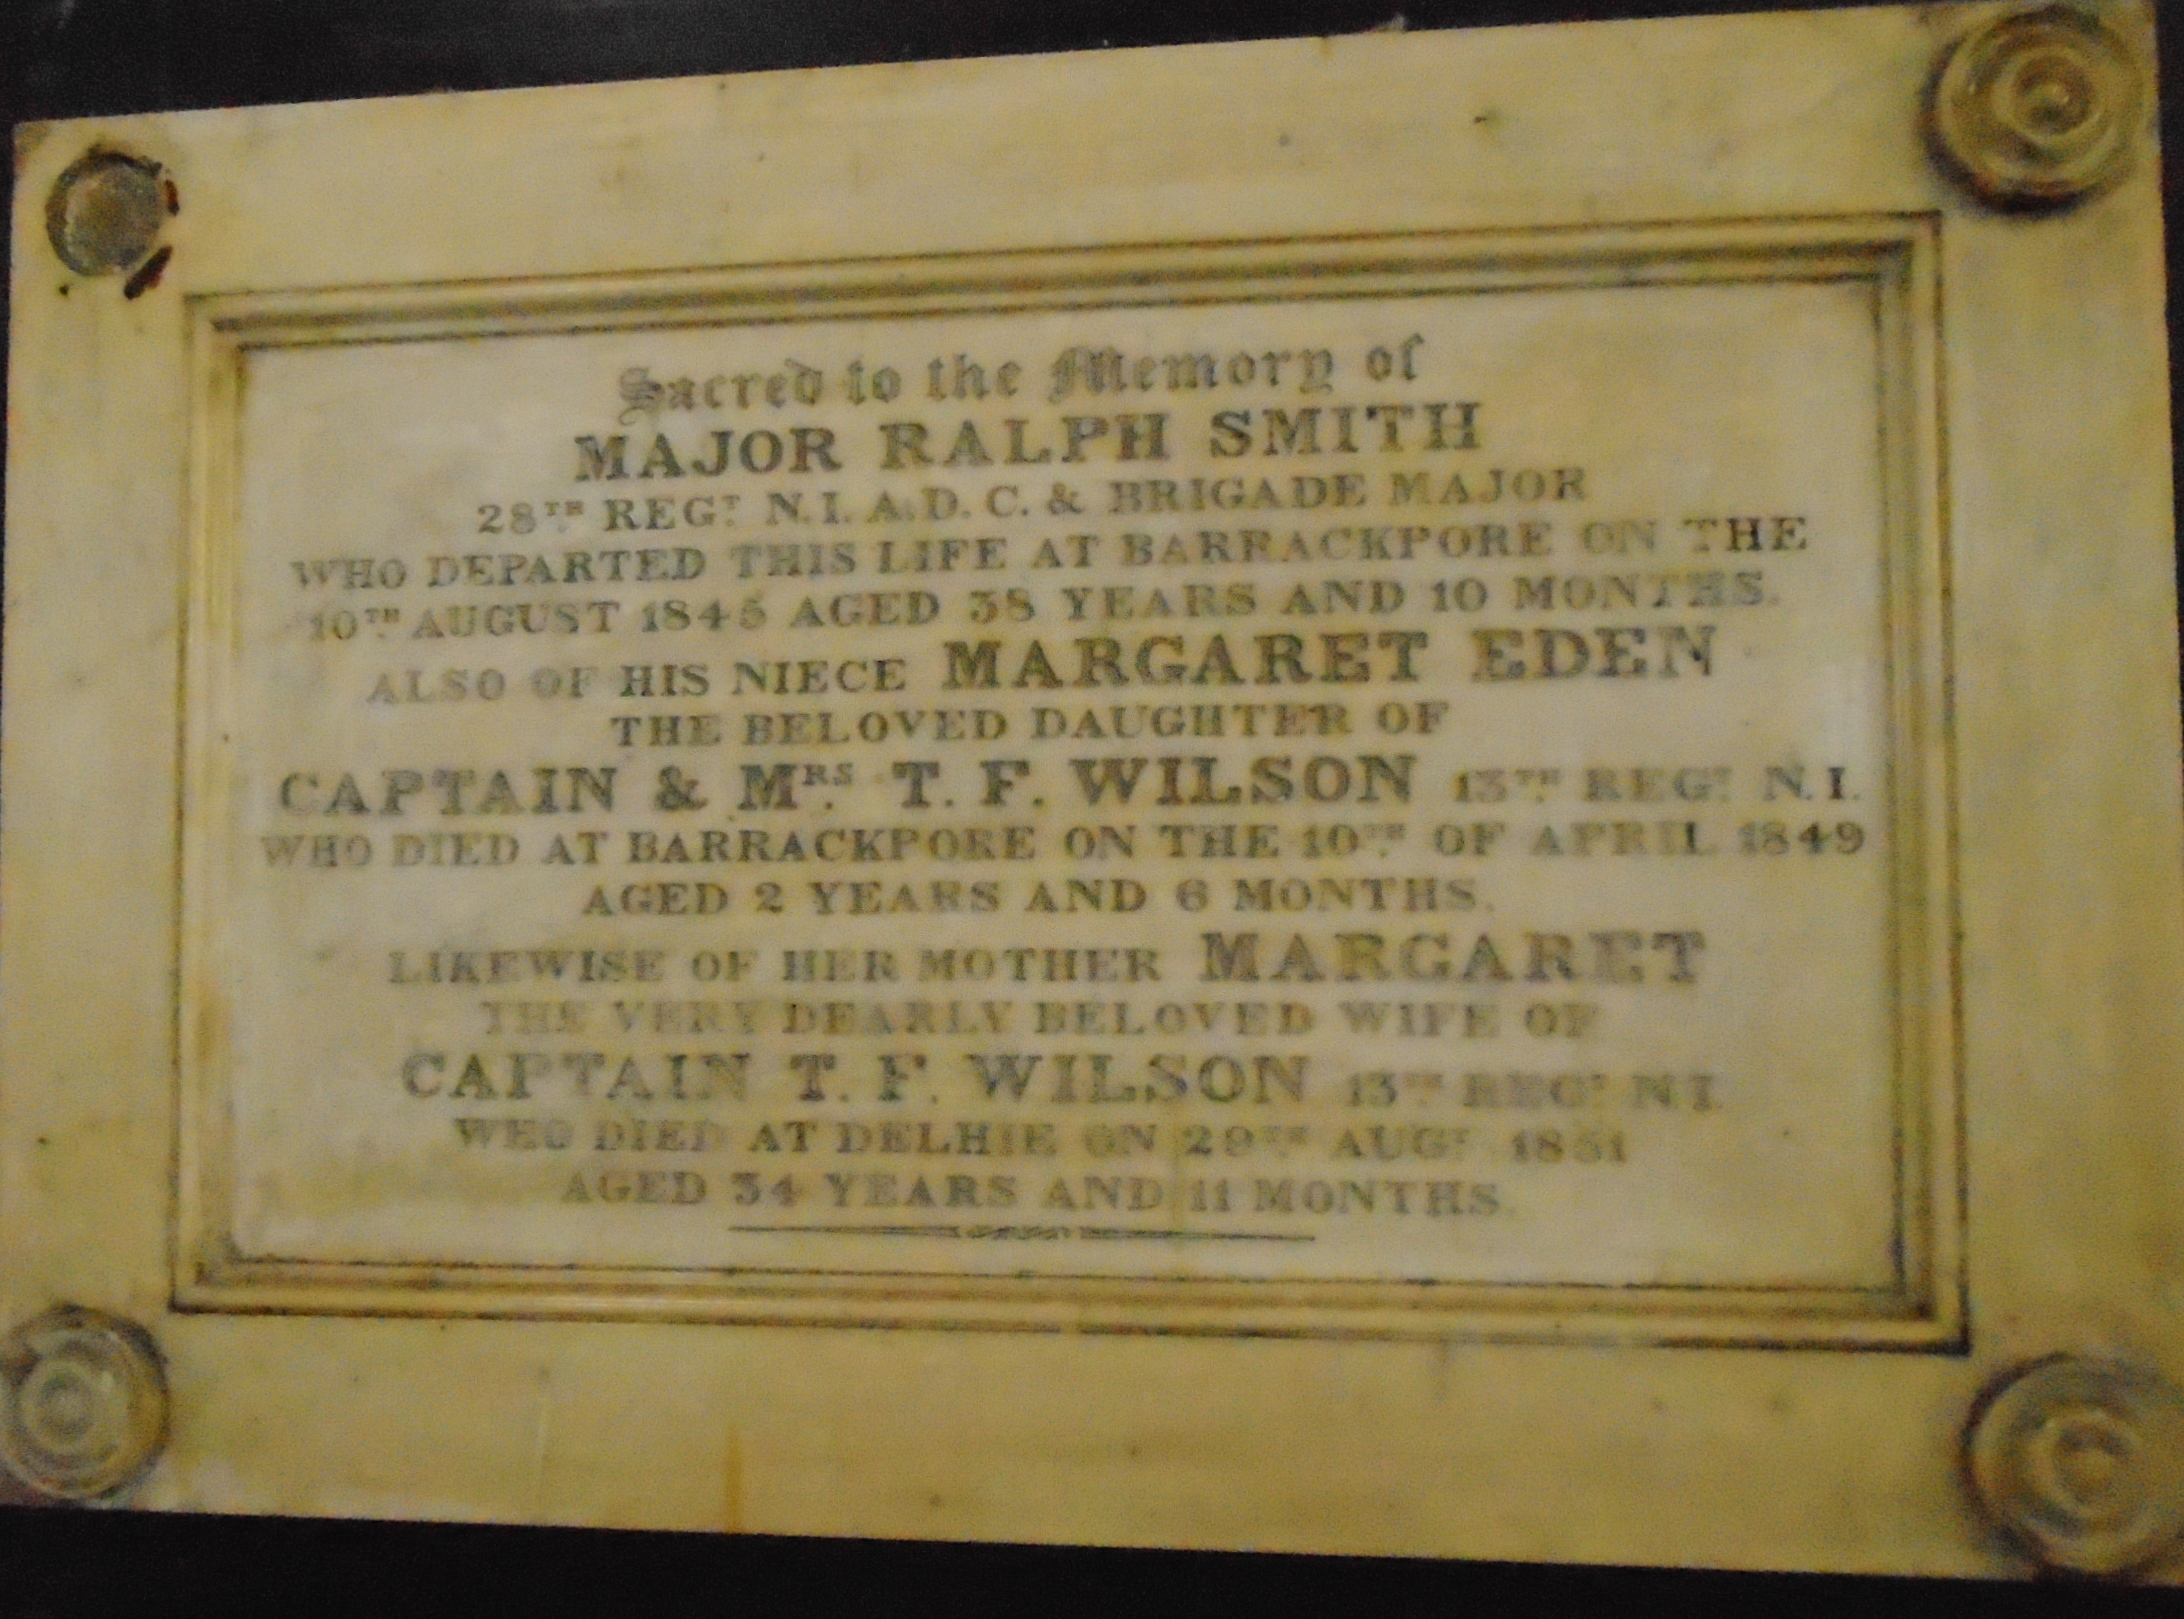 Sacred to the Memory of
MAJOR RALPH SMITH
28TH REGT N.I. A.D.C. & BRIGADE MAJOR
WHO DEPARTED THIS LIFE AT BARRACKPORE ON THE
10TH AUGUST 1845 AGED 38 YEARS AND 10 MONTHS.
ALSO OF HIS NIECE MARGARET EDEN
THE BELOVED DAUGHTER OF
CAPTAIN & MRS. T. F. WILSON 13TH REGT N.I.
WHO DIED AT BARRACKPORE ON THE 10TH OF APRIL 1849
AGED 2 YEARS AND 6 MONTHS.
LIKEWISE OF HER MOTHER MARGARET
THE VERY DEARLY BELOVED WIFE OF
CAPTAIN T. F. WILSON 13TH REGT N.I.
WHO DIED AT DELHIE ON 29TH AUGT 1851
AGED 34 YEARS AND 11 MONTHS.